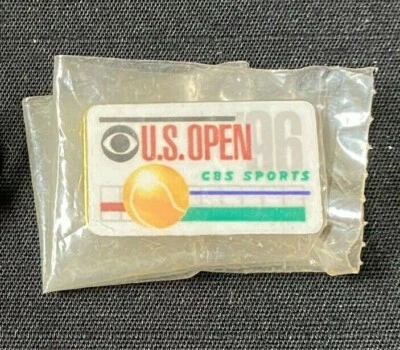 U.S. OPEN '96
CBS SPORTS